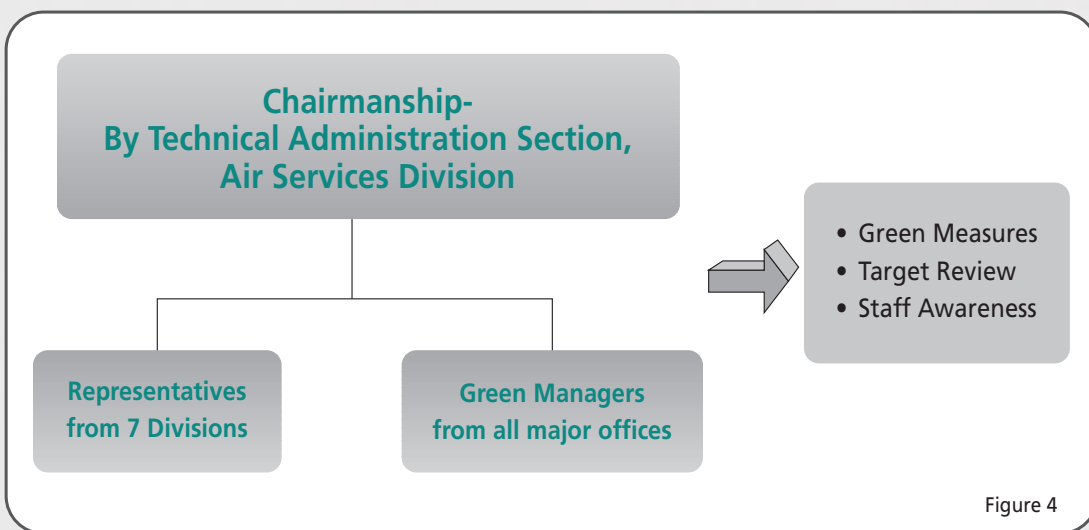 Chairmanship-
By Technical Administration Section,
Air Services Division
Representatives
from 7 Divisions
Green Managers
from all major offices
• Green Measures
• Target Review
• Staff Awareness
Figure 4